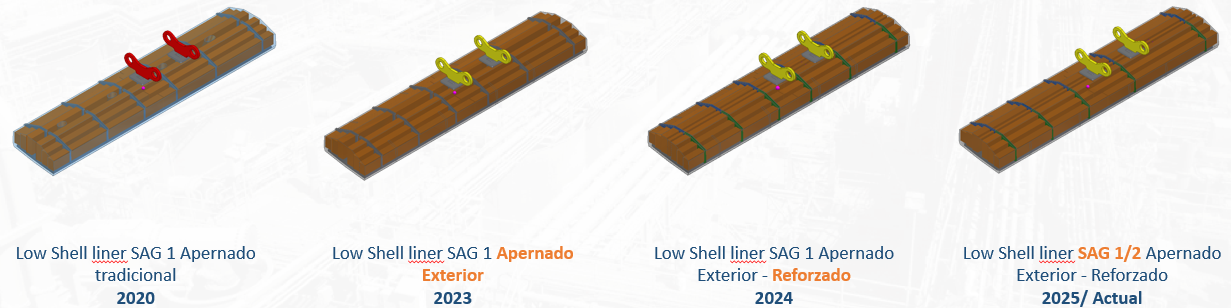 Low Shell liner SAG 1 Apernado
tradicional
2020
Low Shell liner SAG 1 Apernado
Exterior
2023
Low Shell liner SAG 1 Apernado
Exterior - Reforzado
2024
Low Shell liner SAG 1/2 Apernado
Exterior - Reforzado
2025/ Actual